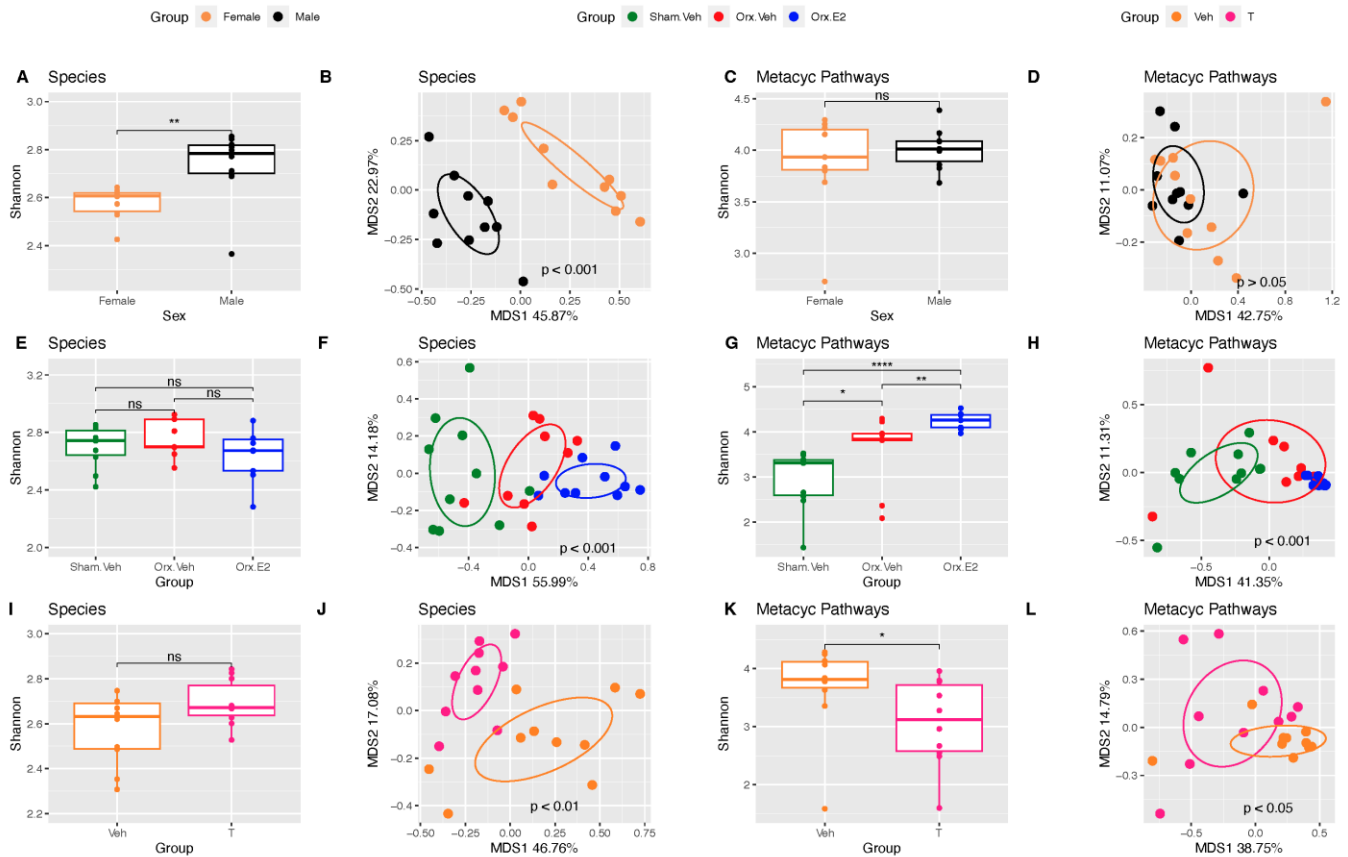 Group Female Male
Group Sham.Veh Orx.Veh Orx.E2
Group Veh T
A Species
3.0
2.8
2.6
2.4
Shannon
**
Female Male
Sex
B Species
0.25
0.00
−0.25
−0.50
MDS2 22.97%
p < 0.001
−0.50 −0.25 0.00 0.25 0.50
MDS1 45.87%
C Metacyc Pathways
4.5
4.0
3.5
3.0
Shannon
ns
Female Male
Sex
D Metacyc Pathways
0.2
0.0
−0.2
MDS2 11.07%
p > 0.05
0.0 0.4 0.8 1.2
MDS1 42.75%
E Species
3.2
2.8
2.4
2.0
Shannon
ns
ns
ns
Sham.Veh Orx.Veh Orx.E2
Group
F Species
0.6
0.4
0.2
0.0
−0.2
−0.4
MDS2 14.18%
p < 0.001
−0.4 0.0 0.4 0.8
MDS1 55.99%
G Metacyc Pathways
5
4
3
2
Shannon
****
*
**
Sham.Veh Orx.Veh Orx.E2
Group
H Metacyc Pathways
0.5
0.0
−0.5
MDS2 11.31%
p < 0.001
−0.5 0.0
MDS1 41.35%
I Species
3.0
2.8
2.6
2.4
2.2
Shannon
ns
Veh T
Group
J Species
0.2
0.0
−0.2
−0.4
MDS2 17.08%
p < 0.01
−0.50 −0.25 0.00 0.25 0.50 0.75
MDS1 46.76%
K Metacyc Pathways
4
3
2
Shannon
*
Veh T
Group
L Metacyc Pathways
0.6
0.3
0.0
−0.3
MDS2 14.79%
p < 0.05
−0.5 0.0 0.5
MDS1 38.75%